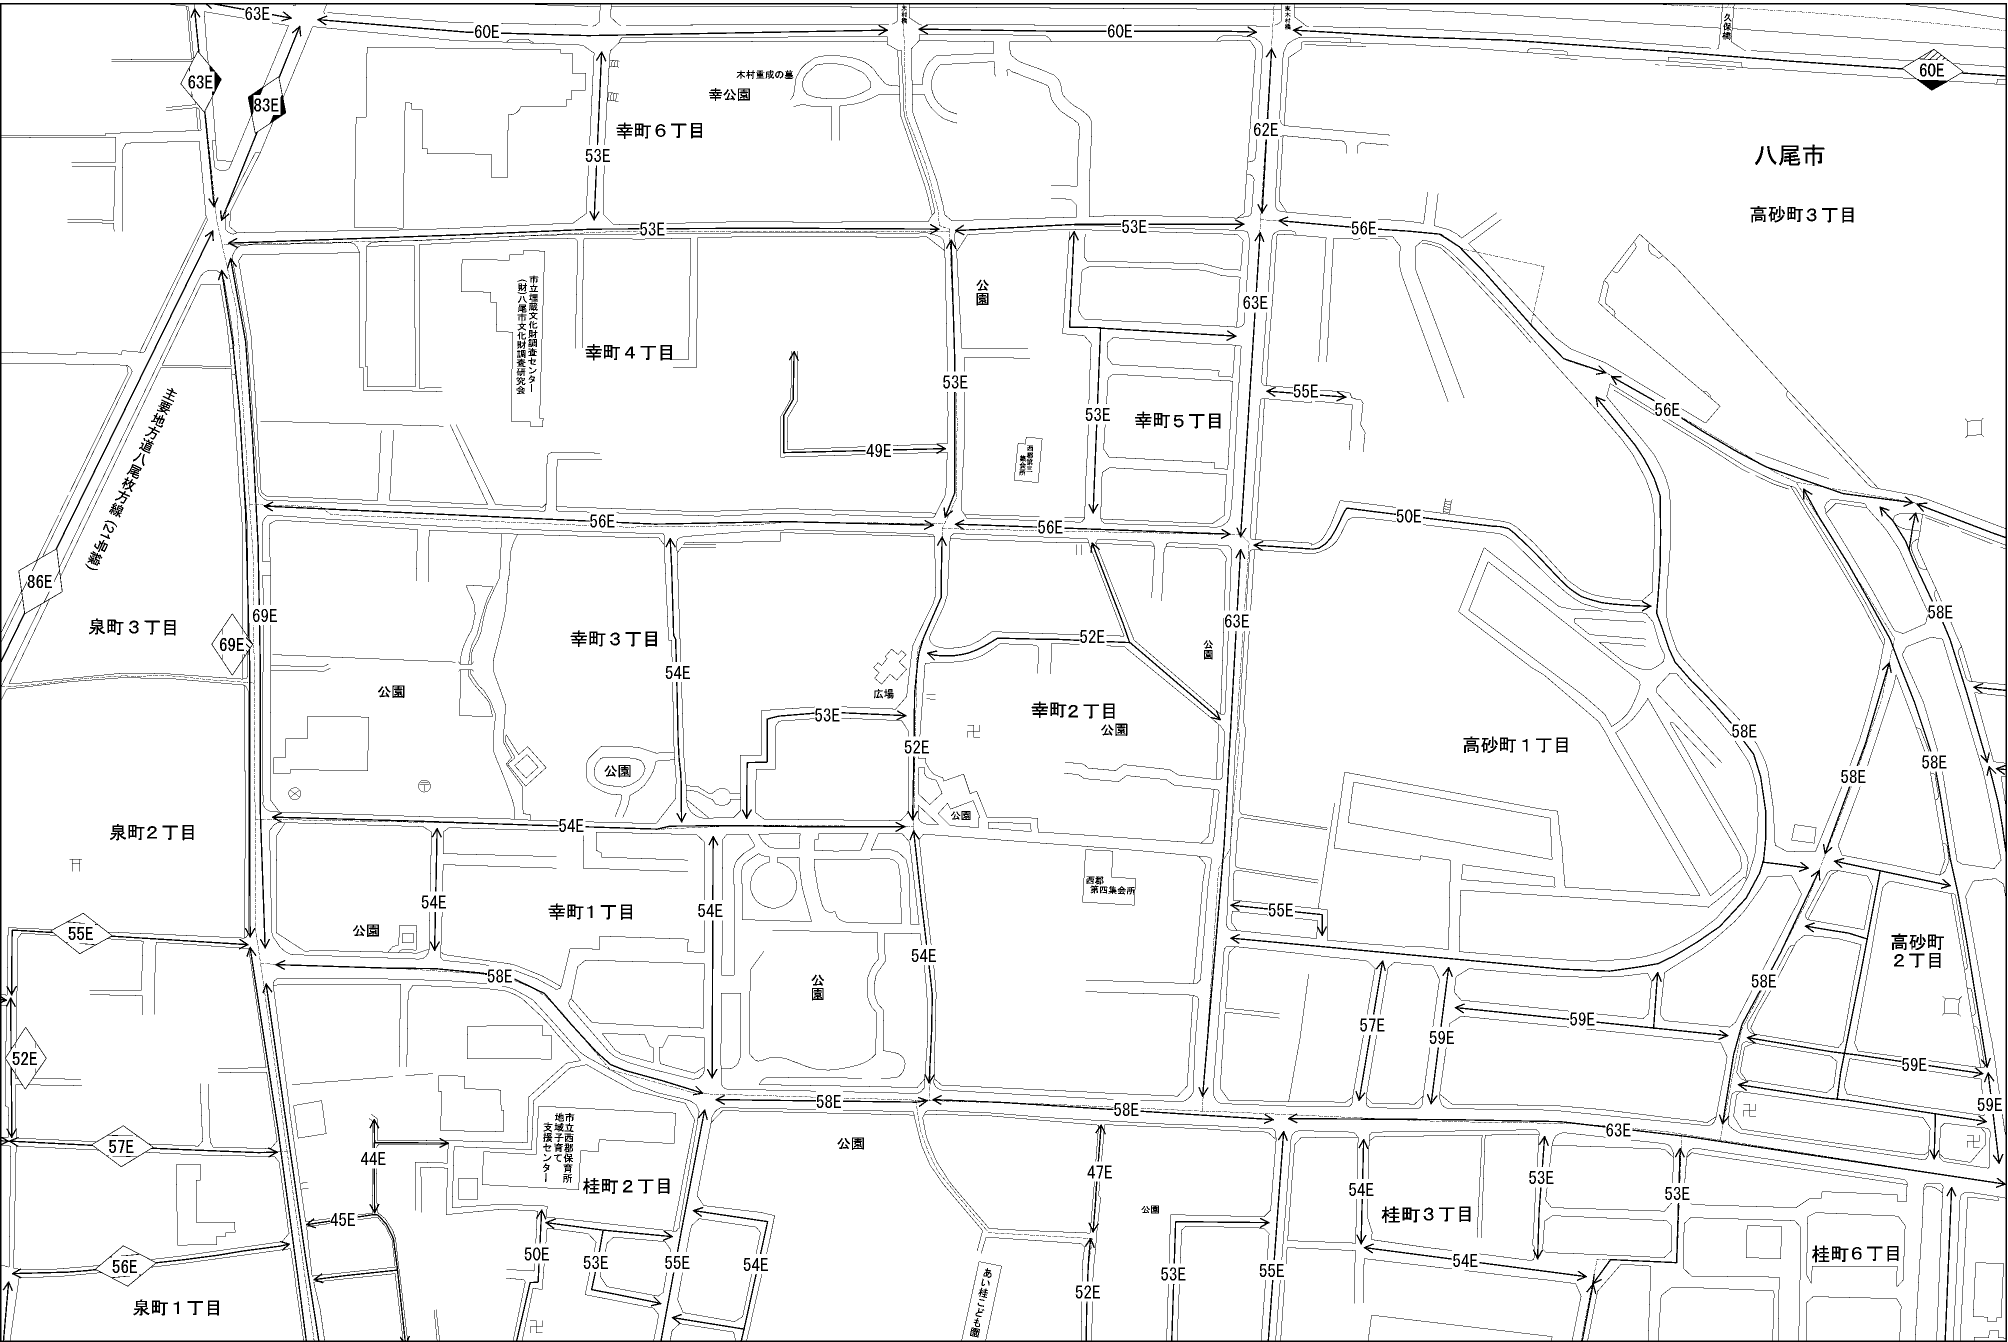 63E
60E
60E
久保橋
60E
63E
83E
木村重成の墓
幸公園
幸町6丁目
53E
62E
八尾市
高砂町3丁目
53E
53E
56E
公園
市立埋蔵文化財調査センター
(財)八尾市文化財調査研究会
63E
幸町4丁目
53E
55E
53E
幸町5丁目
56E
主要地方道八尾枚方線(21号線)
49E
西郡第三
集会所
56E
56E
50E
86E
泉町3丁目
69E
69E
幸町3丁目
54E
52E
63E
公園
58E
公園
広場
53E
幸町2丁目
公園
52E
高砂町1丁目
58E
58E
58E
公園
公園
54E
泉町2丁目
西郡
第四集会所
54E
幸町1丁目
54E
55E
公園
55E
54E
高砂町
2丁目
58E
公園
58E
59E
57E
59E
52E
59E
58E
58E
59E
63E
57E
44E
市立西郡保育所
地域子育て
支援センター
桂町2丁目
公園
47E
54E
53E
53E
45E
公園
桂町3丁目
50E
53E
55E
54E
53E
55E
54E
桂町6丁目
56E
あい桂こども園
52E
泉町1丁目